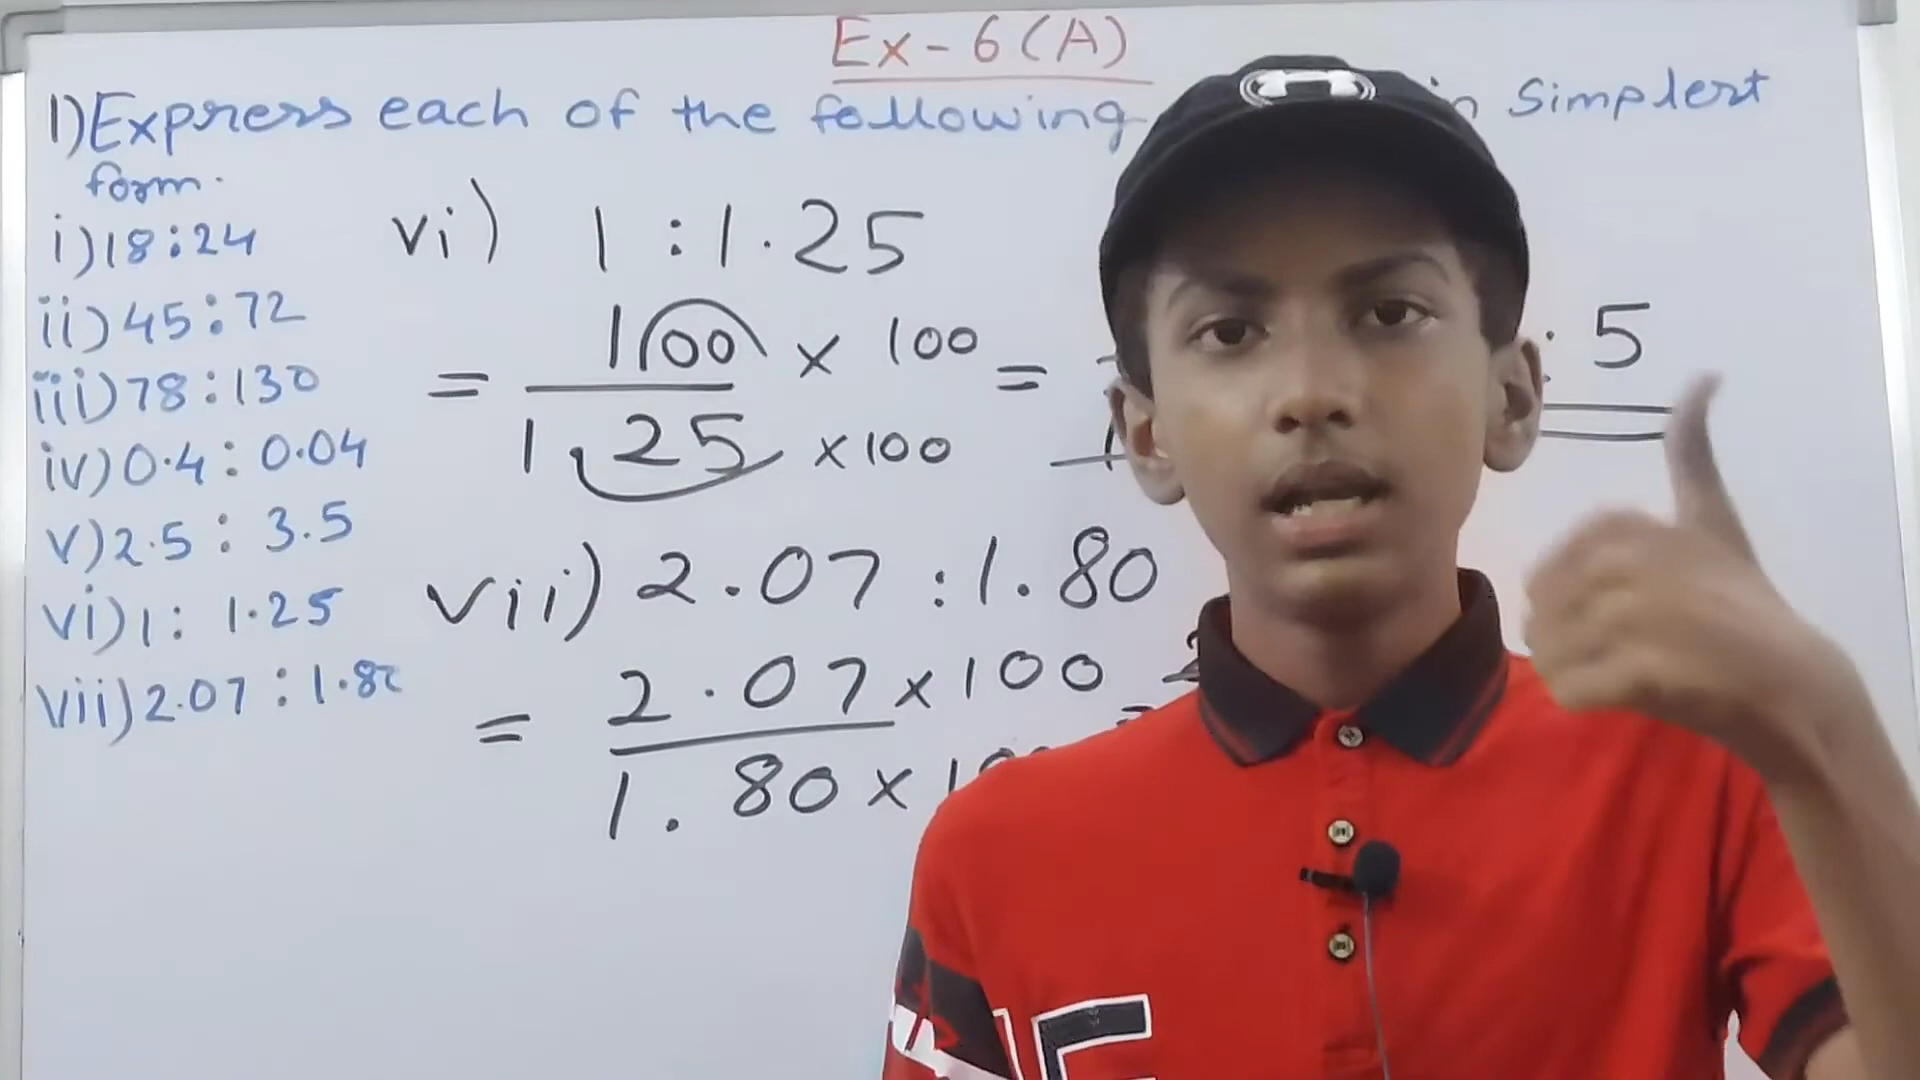 Ex-6(A)
1) Express each of the following in simplest
form.
i) 18:24
ii) 45:72
iii) 78:130
iv) 0.4:0.04
v) 2.5 : 3.5
vi) 1: 1.25
vii) 2.07 : 1.80
vi) 1 : 1.25
= 100 × 100 = : 5
1.25 ×100
vii) 2.07 : 1.80
= 2.07 × 100 =
1.80 ×